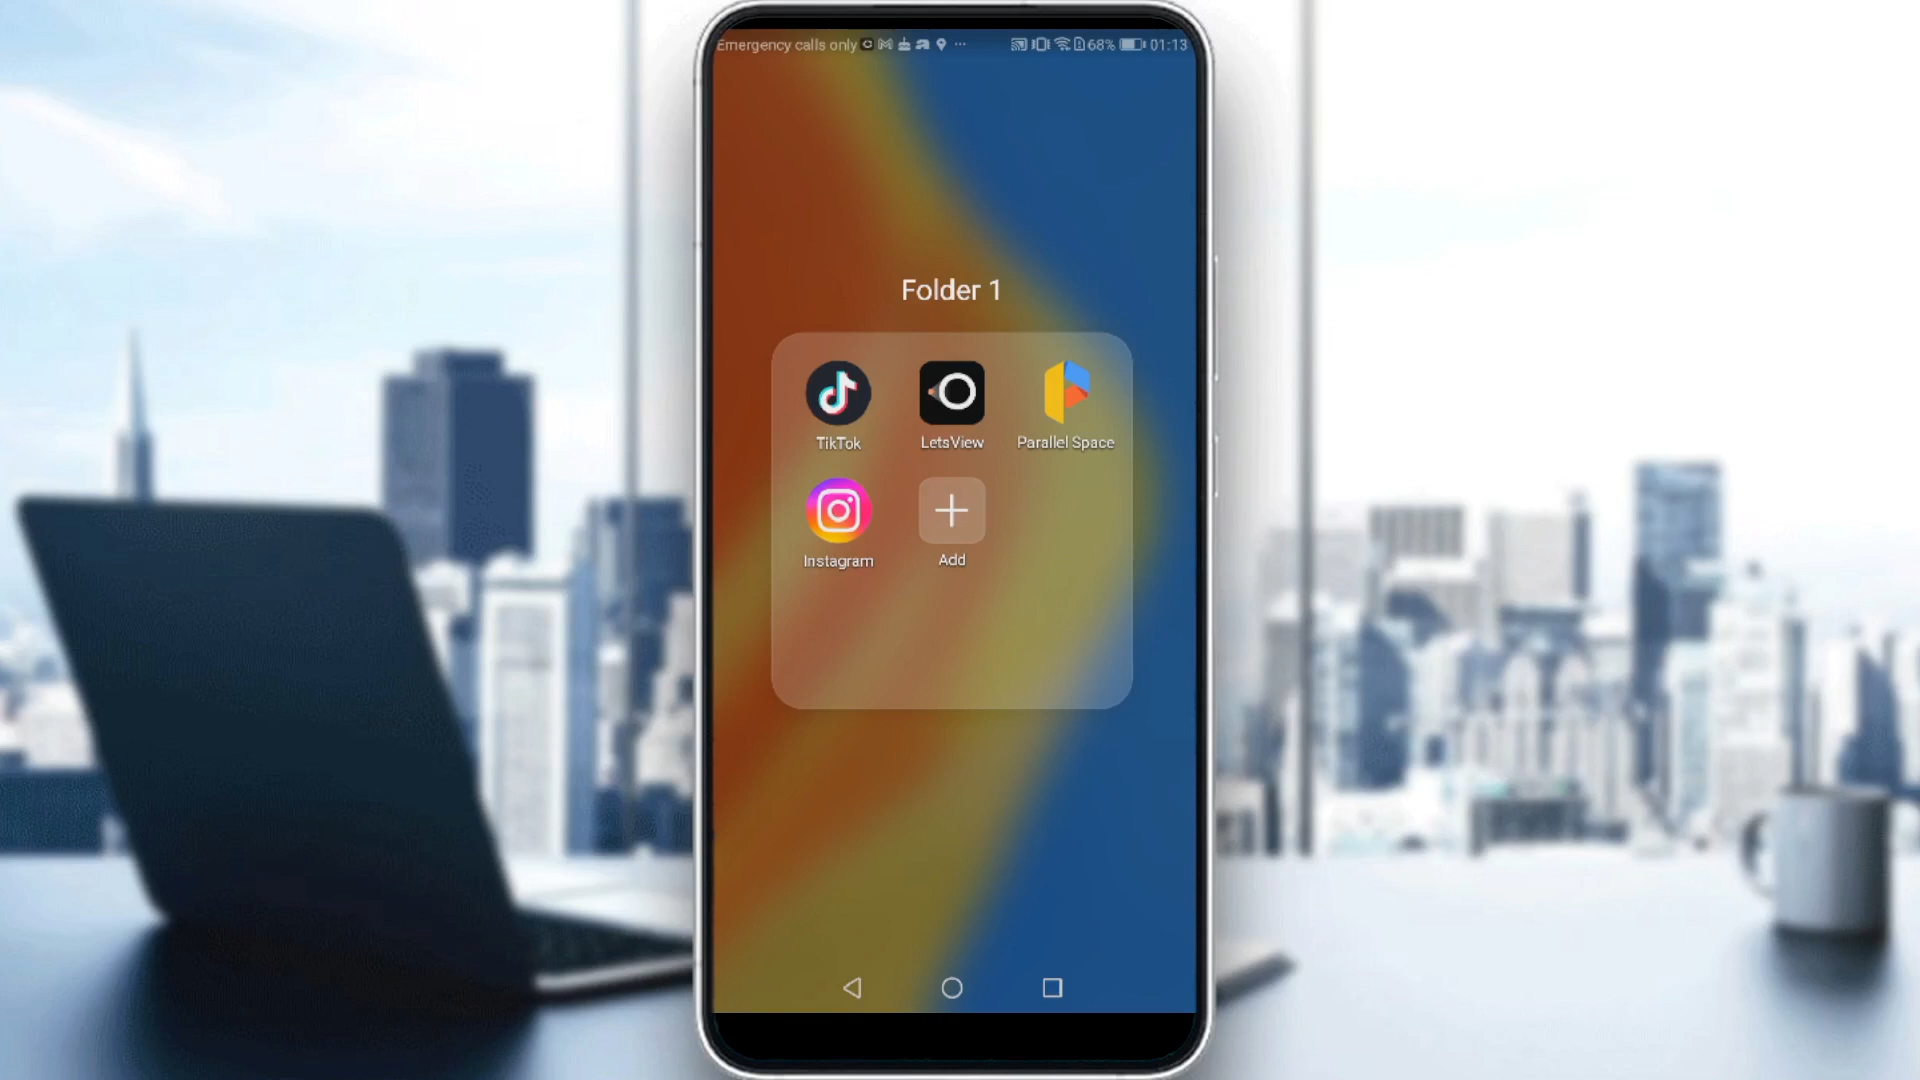 Emergency calls only 68% 01:13
Folder 1
TikTok LetsView Parallel Space
Instagram Add